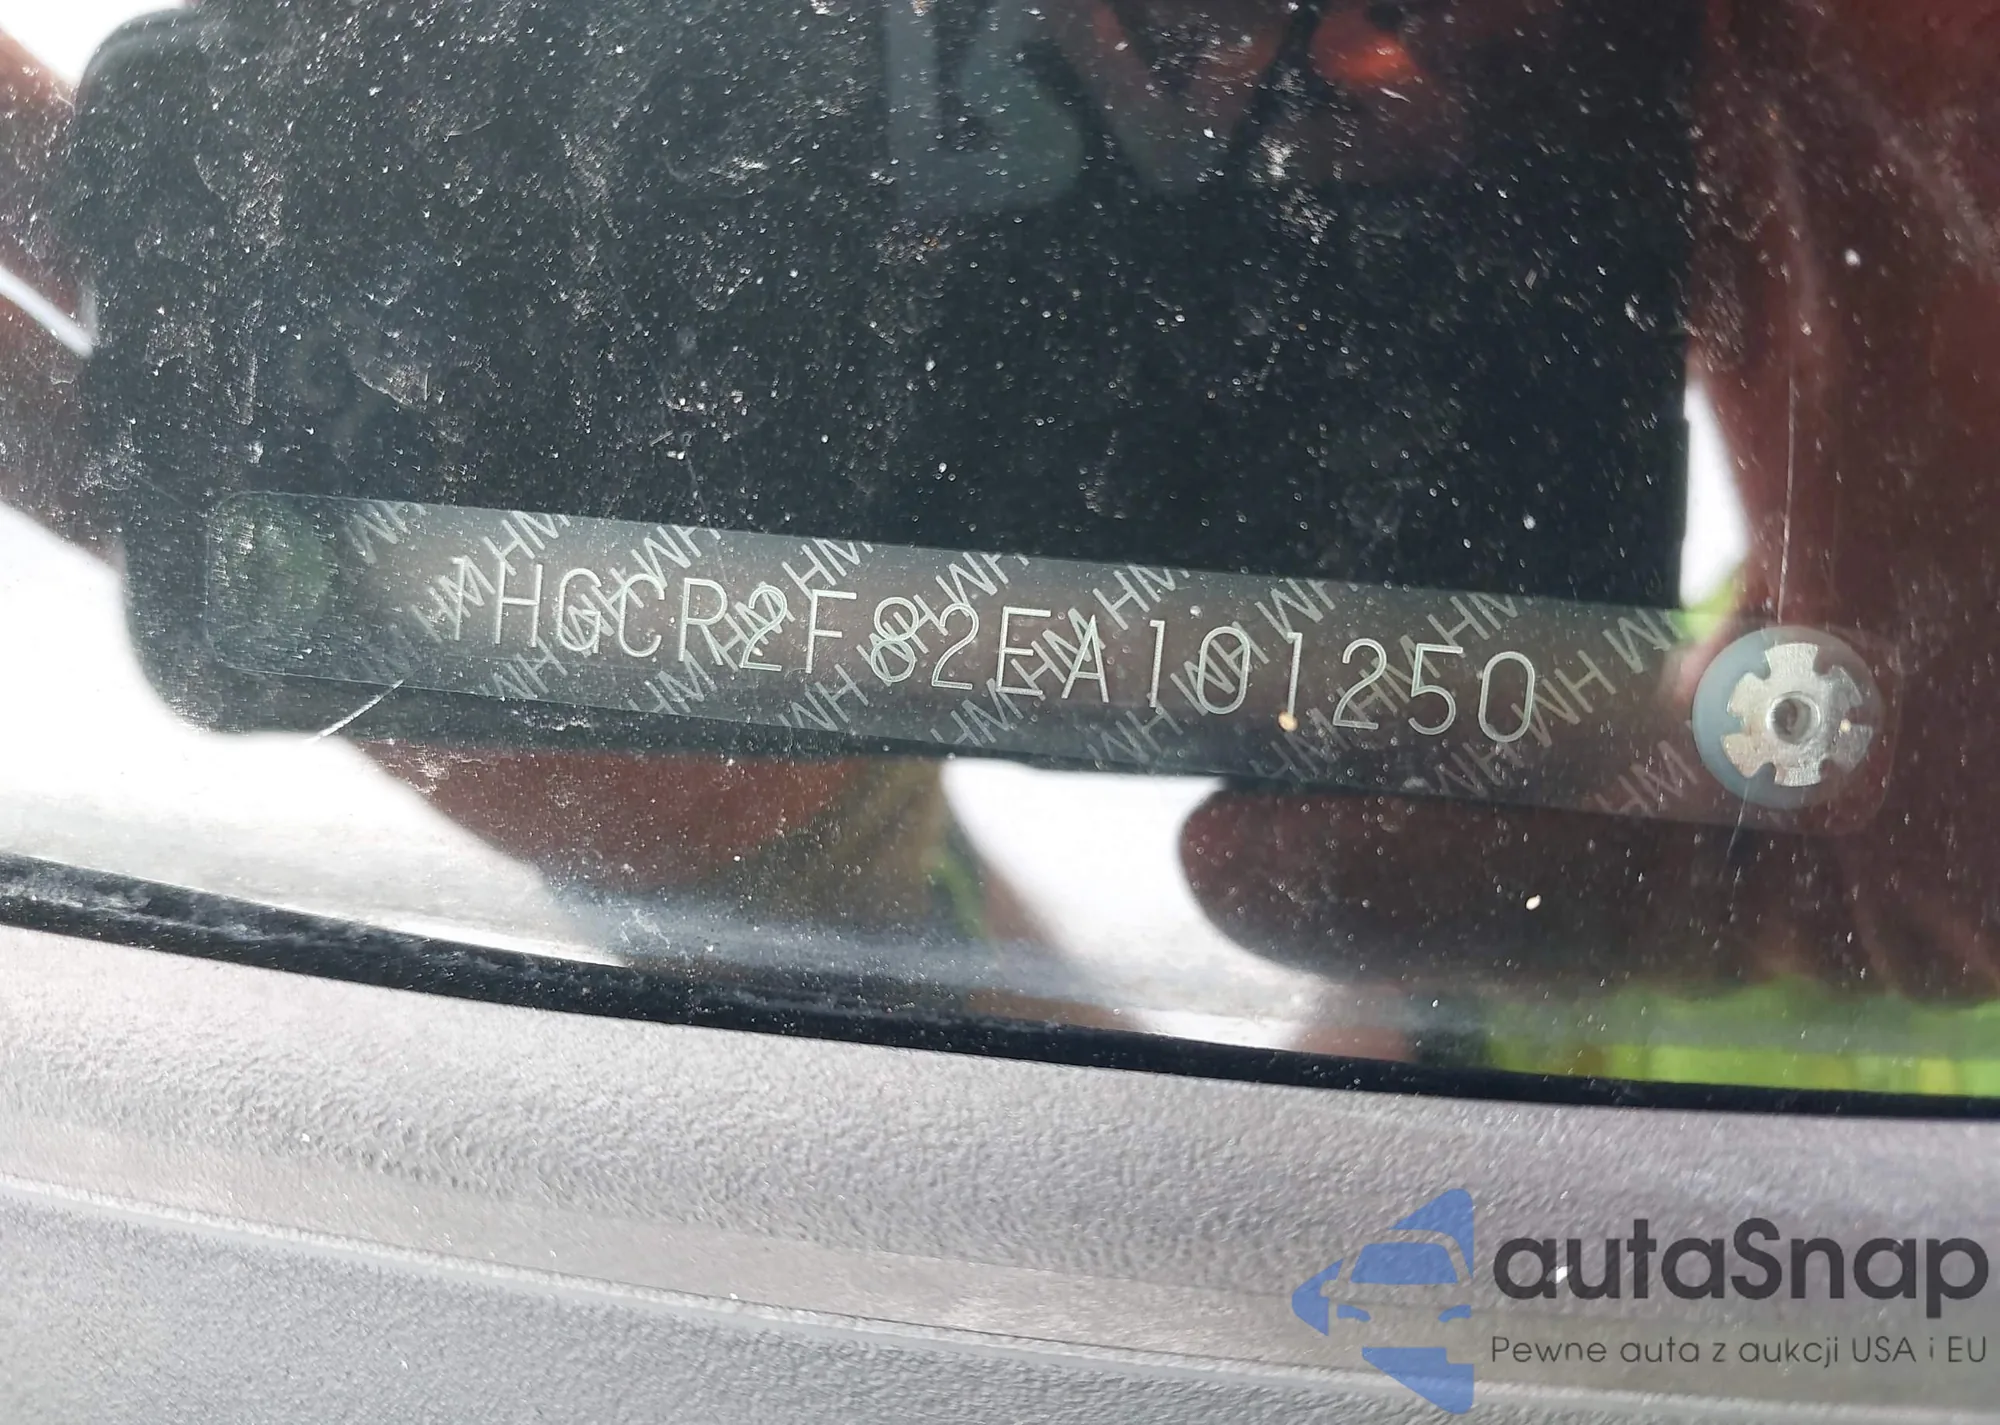 1HGCR2F82EA101250
autaSnap
Pewne auta z aukcji USA i EU